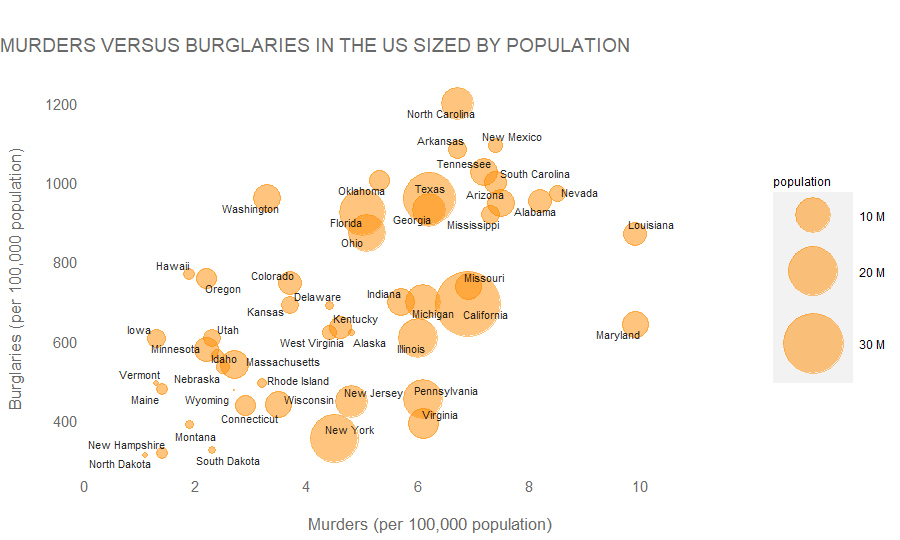 MURDERS VERSUS BURGLARIES IN THE US SIZED BY POPULATION
1200
North Carolina
Arkansas
New Mexico
1000
Tennessee
South Carolina
Oklahoma
Texas
Arizona
Nevada
Washington
Florida
Georgia
Mississippi
Alabama
Louisiana
Ohio
800
Hawaii
Oregon
Colorado
Missouri
Kansas
Delaware
Indiana
Michigan
California
600
Iowa
Utah
Kentucky
West Virginia
Alaska
Illinois
Maryland
Minnesota
Idaho
Massachusetts
Vermont
Nebraska
Rhode Island
Maine
Wyoming
Wisconsin
New Jersey
Pennsylvania
Connecticut
Virginia
400
Montana
New York
New Hampshire
North Dakota
South Dakota
0 2 4 6 8 10
Murders (per 100,000 population)
Burglaries (per 100,000 population)
population
10 M
20 M
30 M